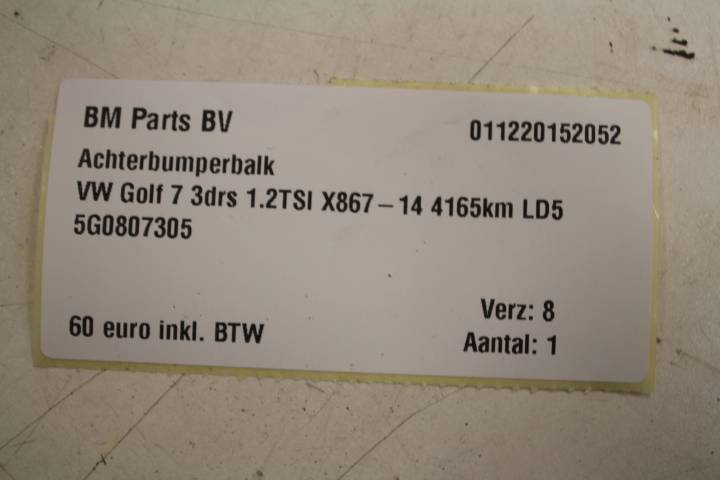 BM Parts BV 011220152052
Achterbumperbalk
VW Golf 7 3drs 1.2TSI X867-14 4165km LD5
5G0807305
Verz: 8
60 euro inkl. BTW Aantal: 1